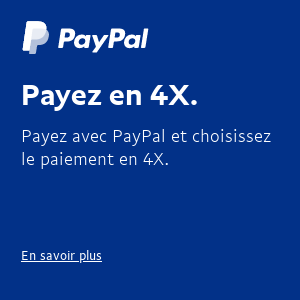 PayPal
Payez en 4X.
Payez avec PayPal et choisissez
le paiement en 4X.
En savoir plus